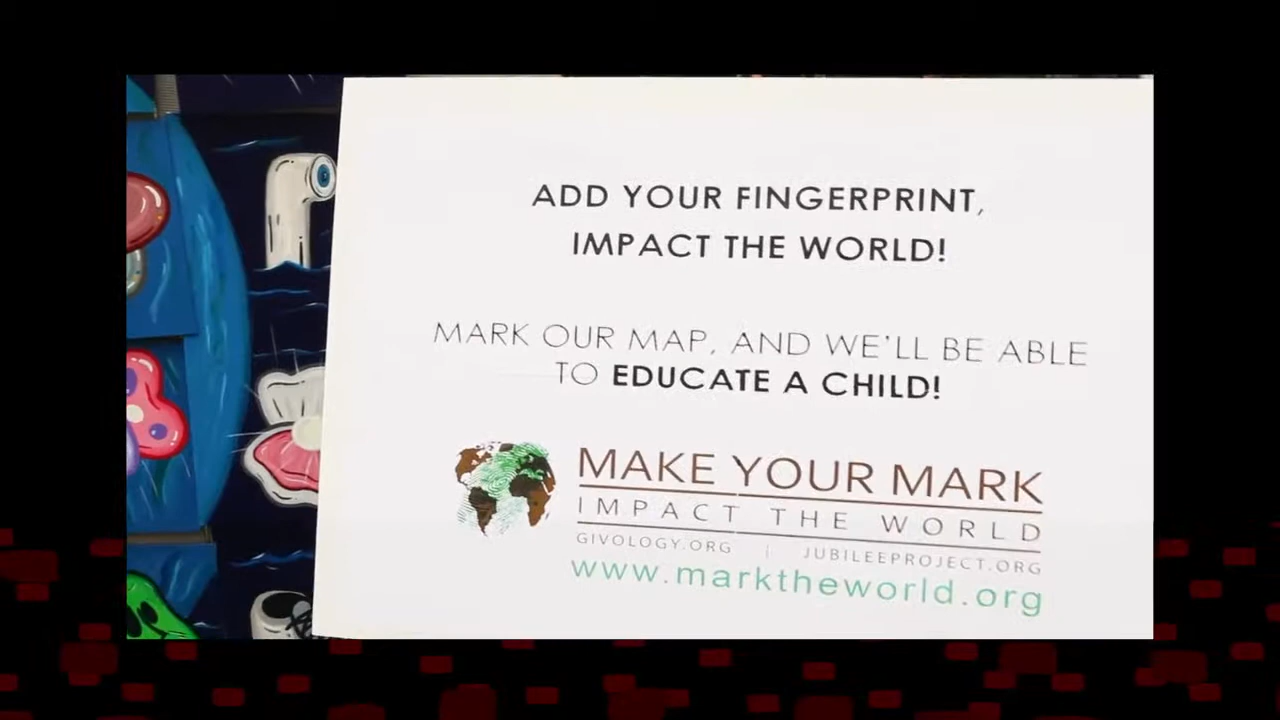 ADD YOUR FINGERPRINT,
IMPACT THE WORLD!
MARK OUR MAP, AND WE'LL BE ABLE
TO EDUCATE A CHILD!
MAKE YOUR MARK
IMPACT THE WORLD
GIVOLOGY.ORG | JUBILEEPROJECT.ORG
www.marktheworld.org